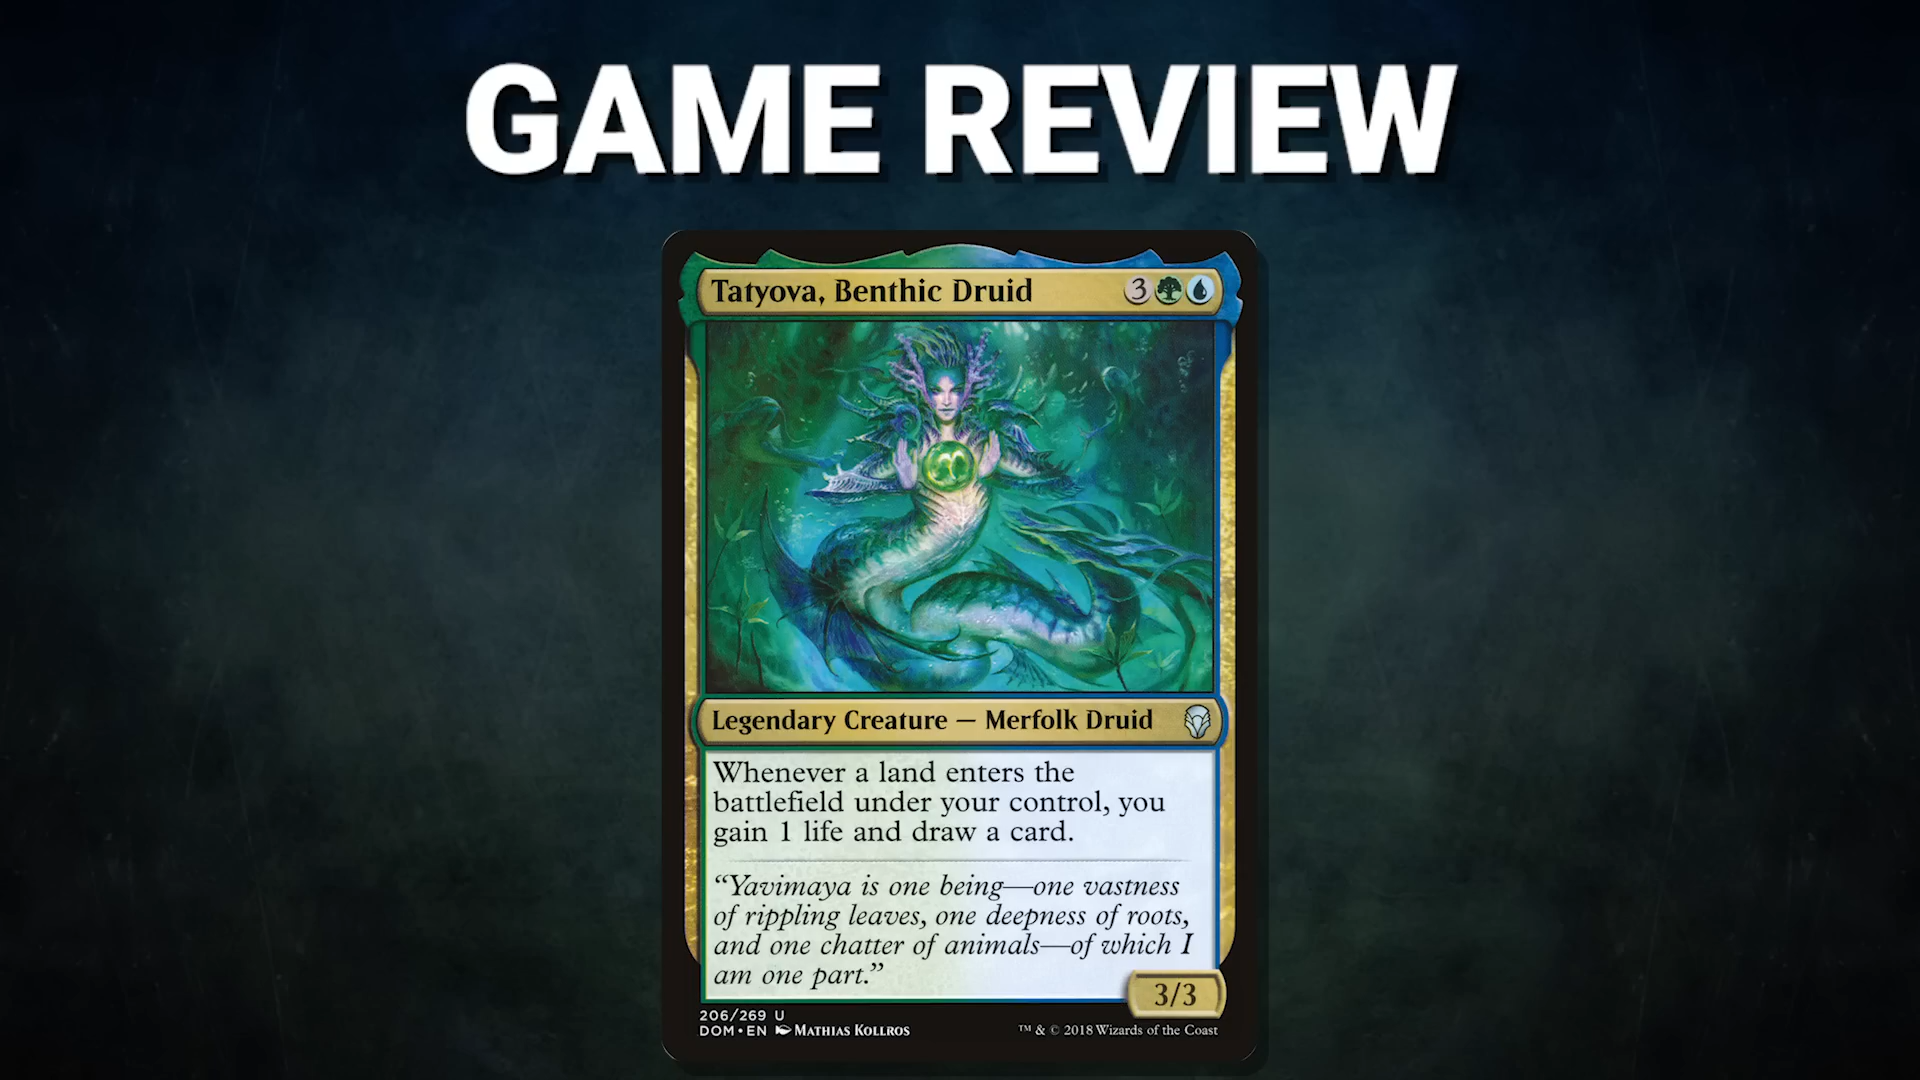 GAME REVIEW
Tatyova, Benthic Druid 3
Legendary Creature — Merfolk Druid
Whenever a land enters the
battlefield under your control, you
gain 1 life and draw a card.
“Yavimaya is one being—one vastness
of rippling leaves, one deepness of roots,
and one chatter of animals—of which I
am one part.”
3/3
206/269 U
DOM • EN Mathias Kollros
™ & © 2018 Wizards of the Coast